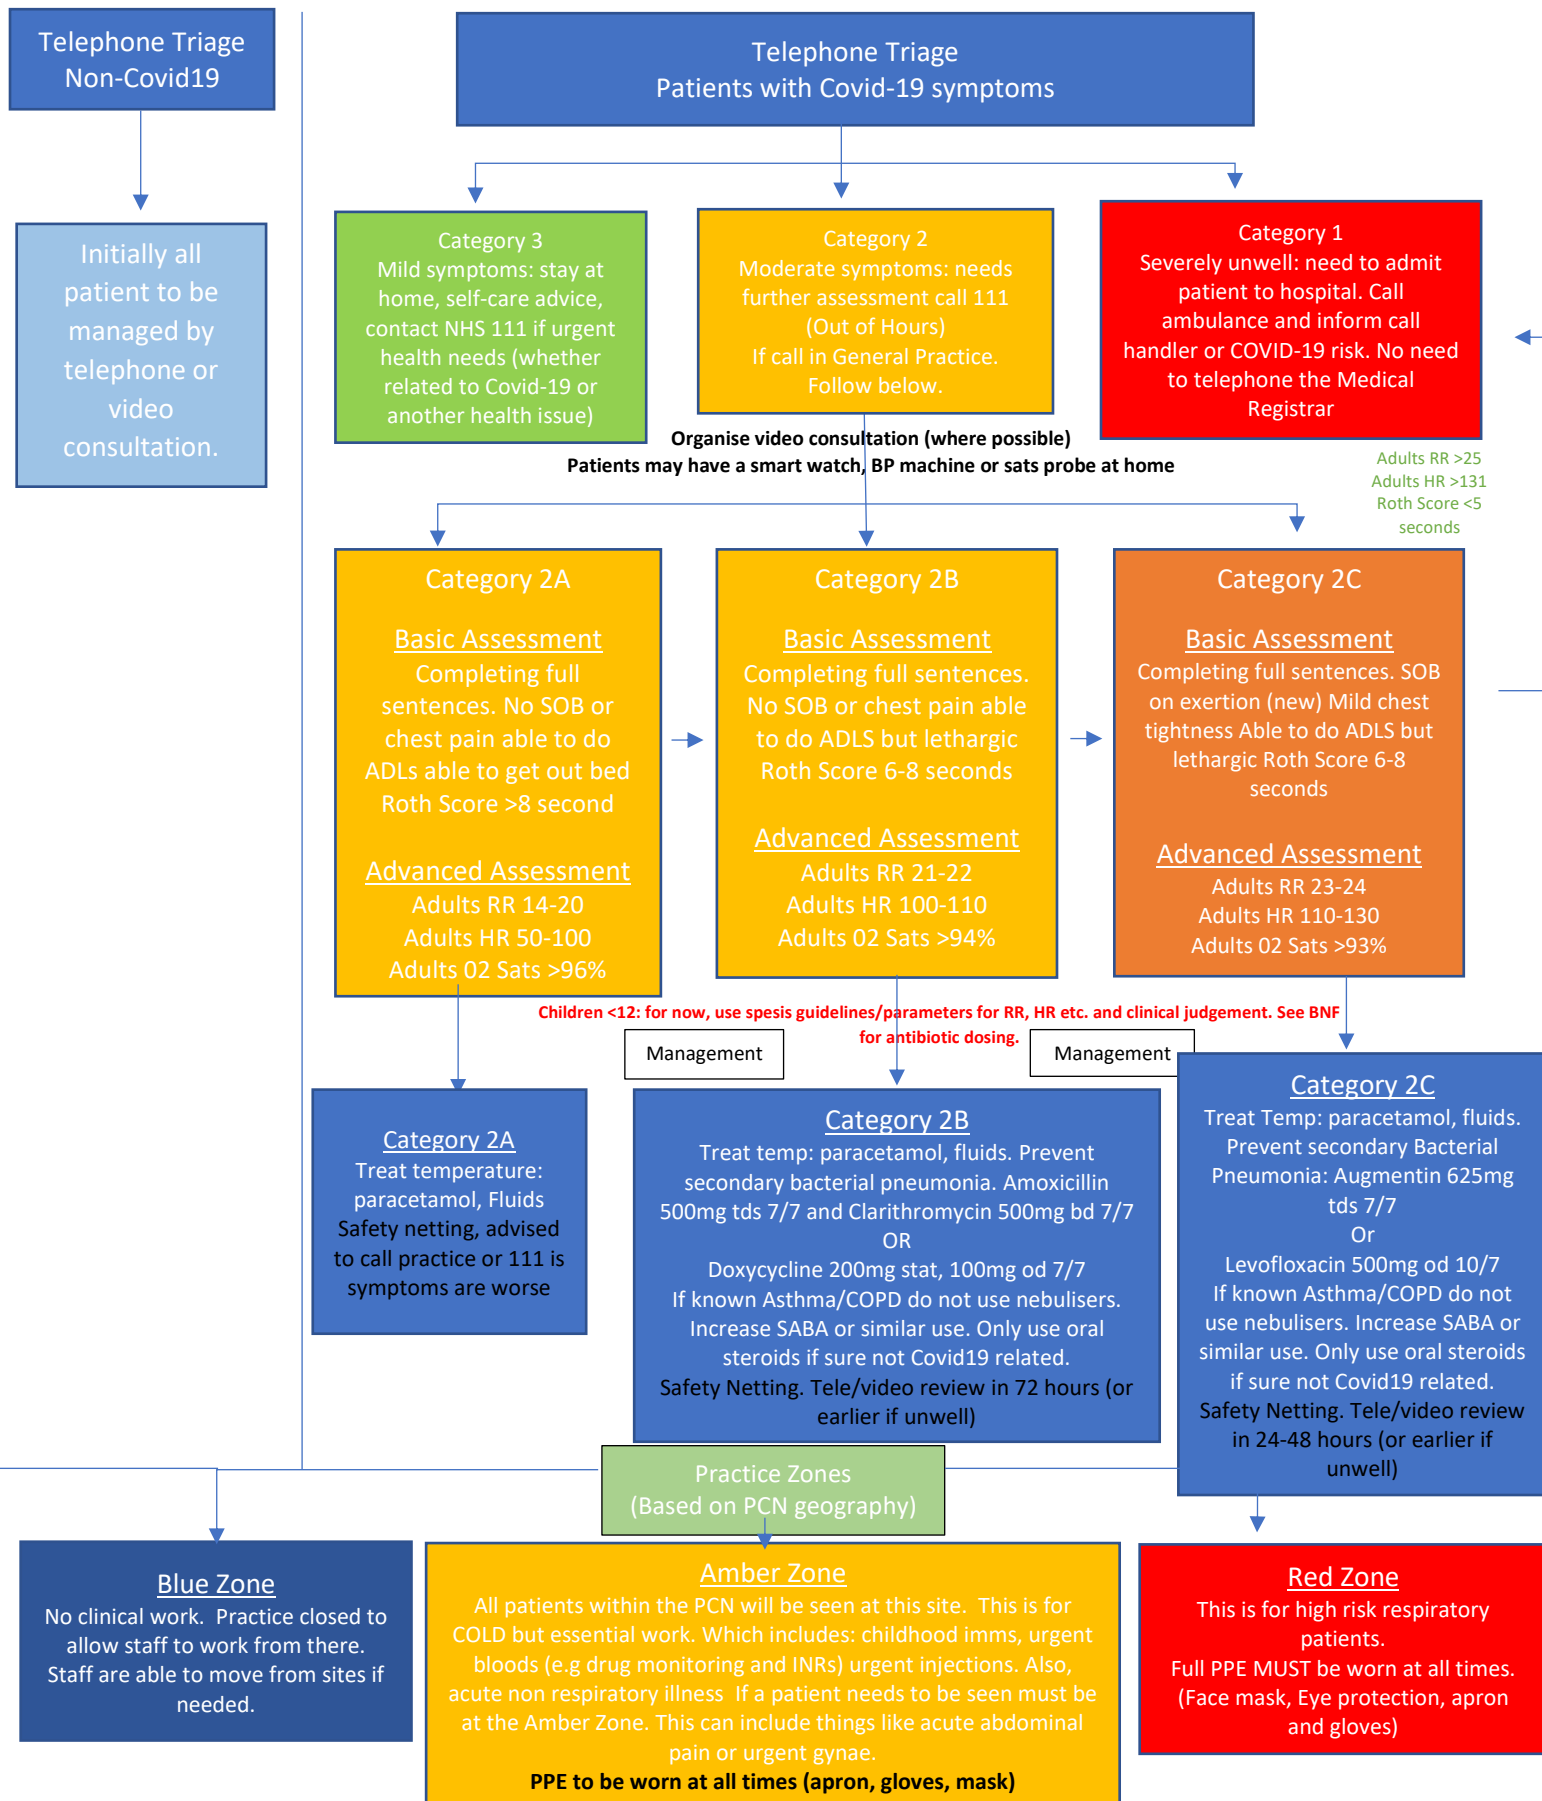 Telephone Triage
Non-Covid19
Telephone Triage
Patients with Covid-19 symptoms
Initially all
patient to be
managed by
telephone or
video
consultation.
Category 3
Mild symptoms: stay at
home, self-care advice,
contact NHS 111 if urgent
health needs (whether
related to Covid-19 or
another health issue)
Category 2
Moderate symptoms: needs
further assessment call 111
(Out of Hours)
If call in General Practice.
Follow below.
Category 1
Severely unwell: need to admit
patient to hospital. Call
ambulance and inform call
handler or COVID-19 risk. No need
to telephone the Medical
Registrar
Organise video consultation (where possible)
Patients may have a smart watch, BP machine or sats probe at home
Adults RR >25
Adults HR >131
Roth Score <5
seconds
Category 2A
Basic Assessment
Completing full
sentences. No SOB or
chest pain able to do
ADLs able to get out bed
Roth Score >8 second
Advanced Assessment
Adults RR 14-20
Adults HR 50-100
Adults 02 Sats >96%
Category 2B
Basic Assessment
Completing full sentences.
No SOB or chest pain able
to do ADLS but lethargic
Roth Score 6-8 seconds
Advanced Assessment
Adults RR 21-22
Adults HR 100-110
Adults 02 Sats >94%
Category 2C
Basic Assessment
Completing full sentences. SOB
on exertion (new) Mild chest
tightness Able to do ADLS but
lethargic Roth Score 6-8
seconds
Advanced Assessment
Adults RR 23-24
Adults HR 110-130
Adults 02 Sats >93%
Children <12: for now, use spesis guidelines/parameters for RR, HR etc. and clinical judgement. See BNF
for antibiotic dosing.
Management
Management
Category 2A
Treat temperature:
paracetamol, Fluids
Safety netting, advised
to call practice or 111 is
symptoms are worse
Category 2B
Treat temp: paracetamol, fluids. Prevent
secondary bacterial pneumonia. Amoxicillin
500mg tds 7/7 and Clarithromycin 500mg bd 7/7
OR
Doxycycline 200mg stat, 100mg od 7/7
If known Asthma/COPD do not use nebulisers.
Increase SABA or similar use. Only use oral
steroids if sure not Covid19 related.
Safety Netting. Tele/video review in 72 hours (or
earlier if unwell)
Category 2C
Treat Temp: paracetamol, fluids.
Prevent secondary Bacterial
Pneumonia: Augmentin 625mg
tds 7/7
Or
Levofloxacin 500mg od 10/7
If known Asthma/COPD do not
use nebulisers. Increase SABA or
similar use. Only use oral steroids
if sure not Covid19 related.
Safety Netting. Tele/video review
in 24-48 hours (or earlier if
unwell)
Practice Zones
(Based on PCN geography)
Blue Zone
No clinical work. Practice closed to
allow staff to work from there.
Staff are able to move from sites if
needed.
Amber Zone
All patients within the PCN will be seen at this site. This is for
COLD but essential work. Which includes: childhood imms, urgent
bloods (e.g drug monitoring and INRs) urgent injections. Also,
acute non respiratory illness If a patient needs to be seen must be
at the Amber Zone. This can include things like acute abdominal
pain or urgent gynae.
PPE to be worn at all times (apron, gloves, mask)
Red Zone
This is for high risk respiratory
patients.
Full PPE MUST be worn at all times.
(Face mask, Eye protection, apron
and gloves)